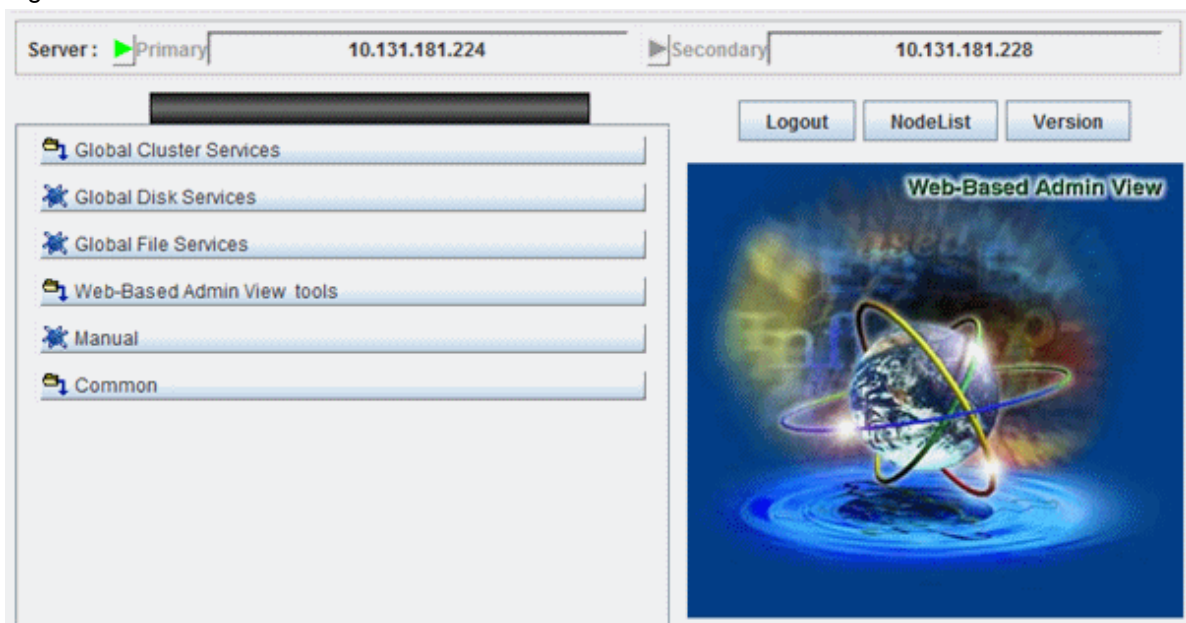 Server : Primary 10.131.181.224 Secondary 10.131.181.228
Logout NodeList Version
Global Cluster Services
Global Disk Services
Global File Services
Web-Based Admin View tools
Manual
Common
Web-Based Admin View